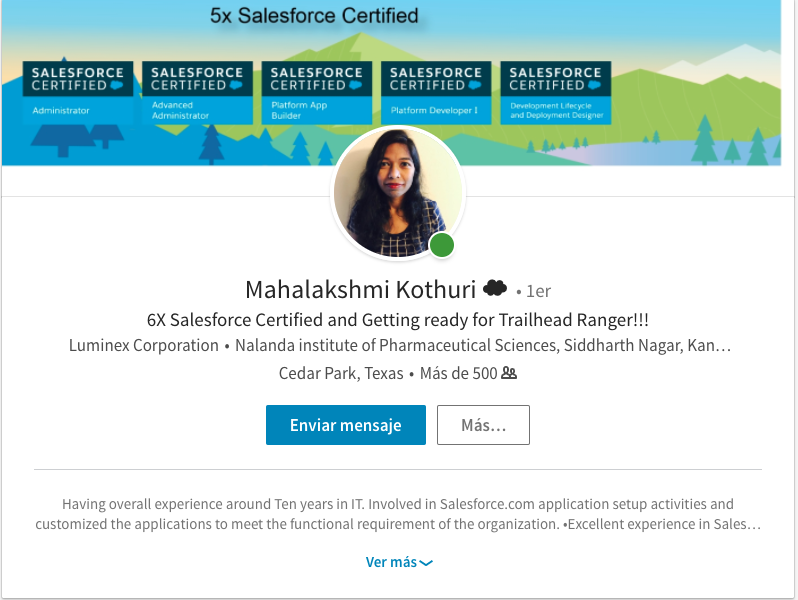 5x Salesforce Certified
SALESFORCE CERTIFIED
Administrator
SALESFORCE CERTIFIED
Advanced
Administrator
SALESFORCE CERTIFIED
Platform App
Builder
SALESFORCE CERTIFIED
Platform Developer I
SALESFORCE CERTIFIED
Development Lifecycle
and Deployment Designer
Mahalakshmi Kothuri • 1er
6X Salesforce Certified and Getting ready for Trailhead Ranger!!!
Luminex Corporation • Nalanda institute of Pharmaceutical Sciences, Siddharth Nagar, Kan…
Cedar Park, Texas • Más de 500
Enviar mensaje
Más…
Having overall experience around Ten years in IT. Involved in Salesforce.com application setup activities and
customized the applications to meet the functional requirement of the organization. •Excellent experience in Sales…
Ver más